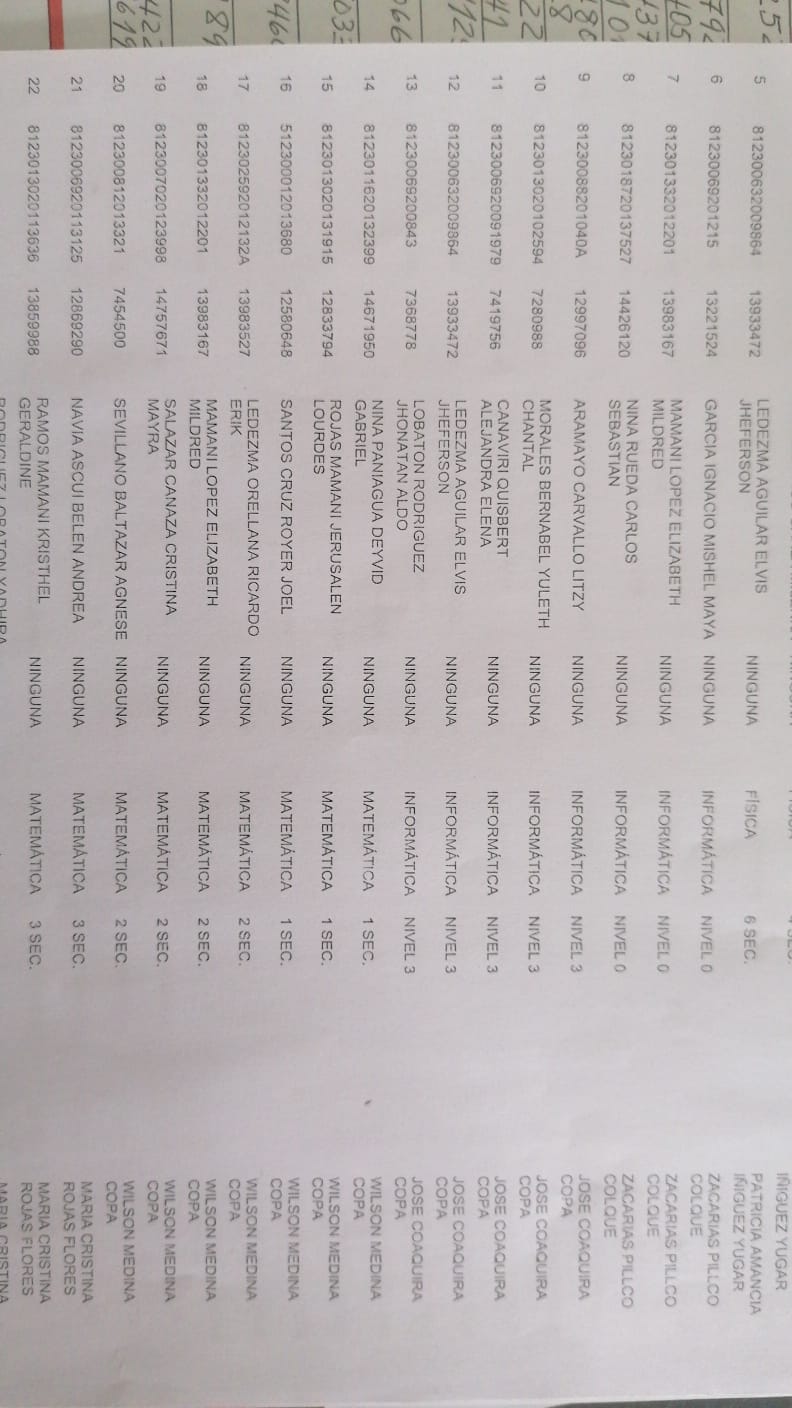 IÑIGUEZ YUGAR
5 812300632009864 13933472 LEDEZMA AGUILAR ELVIS JHEFERSON NINGUNA FÍSICA 6 SEC. PATRICIA AMANCIA IÑIGUEZ YUGAR
6 81230069201215 13221524 GARCIA IGNACIO MISHEL MAYA NINGUNA INFORMÁTICA NIVEL 0 ZACARIAS PILLCO COLQUE
7 812301332012201 13983167 MAMANI LOPEZ ELIZABETH MILDRED NINGUNA INFORMÁTICA NIVEL 0 ZACARIAS PILLCO COLQUE
8 8123018720137527 14426120 NINA RUEDA CARLOS SEBASTIAN NINGUNA INFORMÁTICA NIVEL 0 ZACARIAS PILLCO COLQUE
9 81230088201040A 12997096 ARAMAYO CARVALLO LITZY NINGUNA INFORMÁTICA NIVEL 3 JOSE COAQUIRA COPA
10 8123013020102594 7280988 MORALES BERNABEL YULETH CHANTAL NINGUNA INFORMÁTICA NIVEL 3 JOSE COAQUIRA COPA
11 8123006920091979 7419756 CANAVIRI QUISBERT ALEJANDRA ELENA NINGUNA INFORMÁTICA NIVEL 3 JOSE COAQUIRA COPA
12 812300632009864 13933472 LEDEZMA AGUILAR ELVIS JHEFERSON NINGUNA INFORMÁTICA NIVEL 3 JOSE COAQUIRA COPA
13 81230069200843 7368778 LOBATON RODRIGUEZ JHONATAN ALDO NINGUNA INFORMÁTICA NIVEL 3 JOSE COAQUIRA COPA
14 8123011620132399 14671950 NINA PANIAGUA DEYVID GABRIEL NINGUNA MATEMÁTICA 1 SEC. WILSON MEDINA COPA
15 8123013020131915 12833794 ROJAS MAMANI JERUSALEN LOURDES NINGUNA MATEMÁTICA 1 SEC. WILSON MEDINA COPA
16 512300012013680 12580648 SANTOS CRUZ ROYER JOEL NINGUNA MATEMÁTICA 1 SEC. WILSON MEDINA COPA
17 812302592012132A 13983527 LEDEZMA ORELLANA RICARDO ERIK NINGUNA MATEMÁTICA 2 SEC. WILSON MEDINA COPA
18 812301332012201 13983167 MAMANI LOPEZ ELIZABETH MILDRED NINGUNA MATEMÁTICA 2 SEC. WILSON MEDINA COPA
19 8123007020123998 14757671 SALAZAR CANAZA CRISTINA MAYRA NINGUNA MATEMÁTICA 2 SEC. WILSON MEDINA COPA
20 812300812013321 7454500 SEVILLANO BALTAZAR AGNESE NINGUNA MATEMÁTICA 2 SEC. WILSON MEDINA COPA
21 8123006920113125 12869290 NAVIA ASCUI BELEN ANDREA NINGUNA MATEMÁTICA 3 SEC. MARIA CRISTINA ROJAS FLORES
22 8123013020113636 13859988 RAMOS MAMANI KRISTHEL GERALDINE NINGUNA MATEMÁTICA 3 SEC. MARIA CRISTINA ROJAS FLORES
RODRIGUEZ LOBATON YADHIRA MARIA CRISTINA